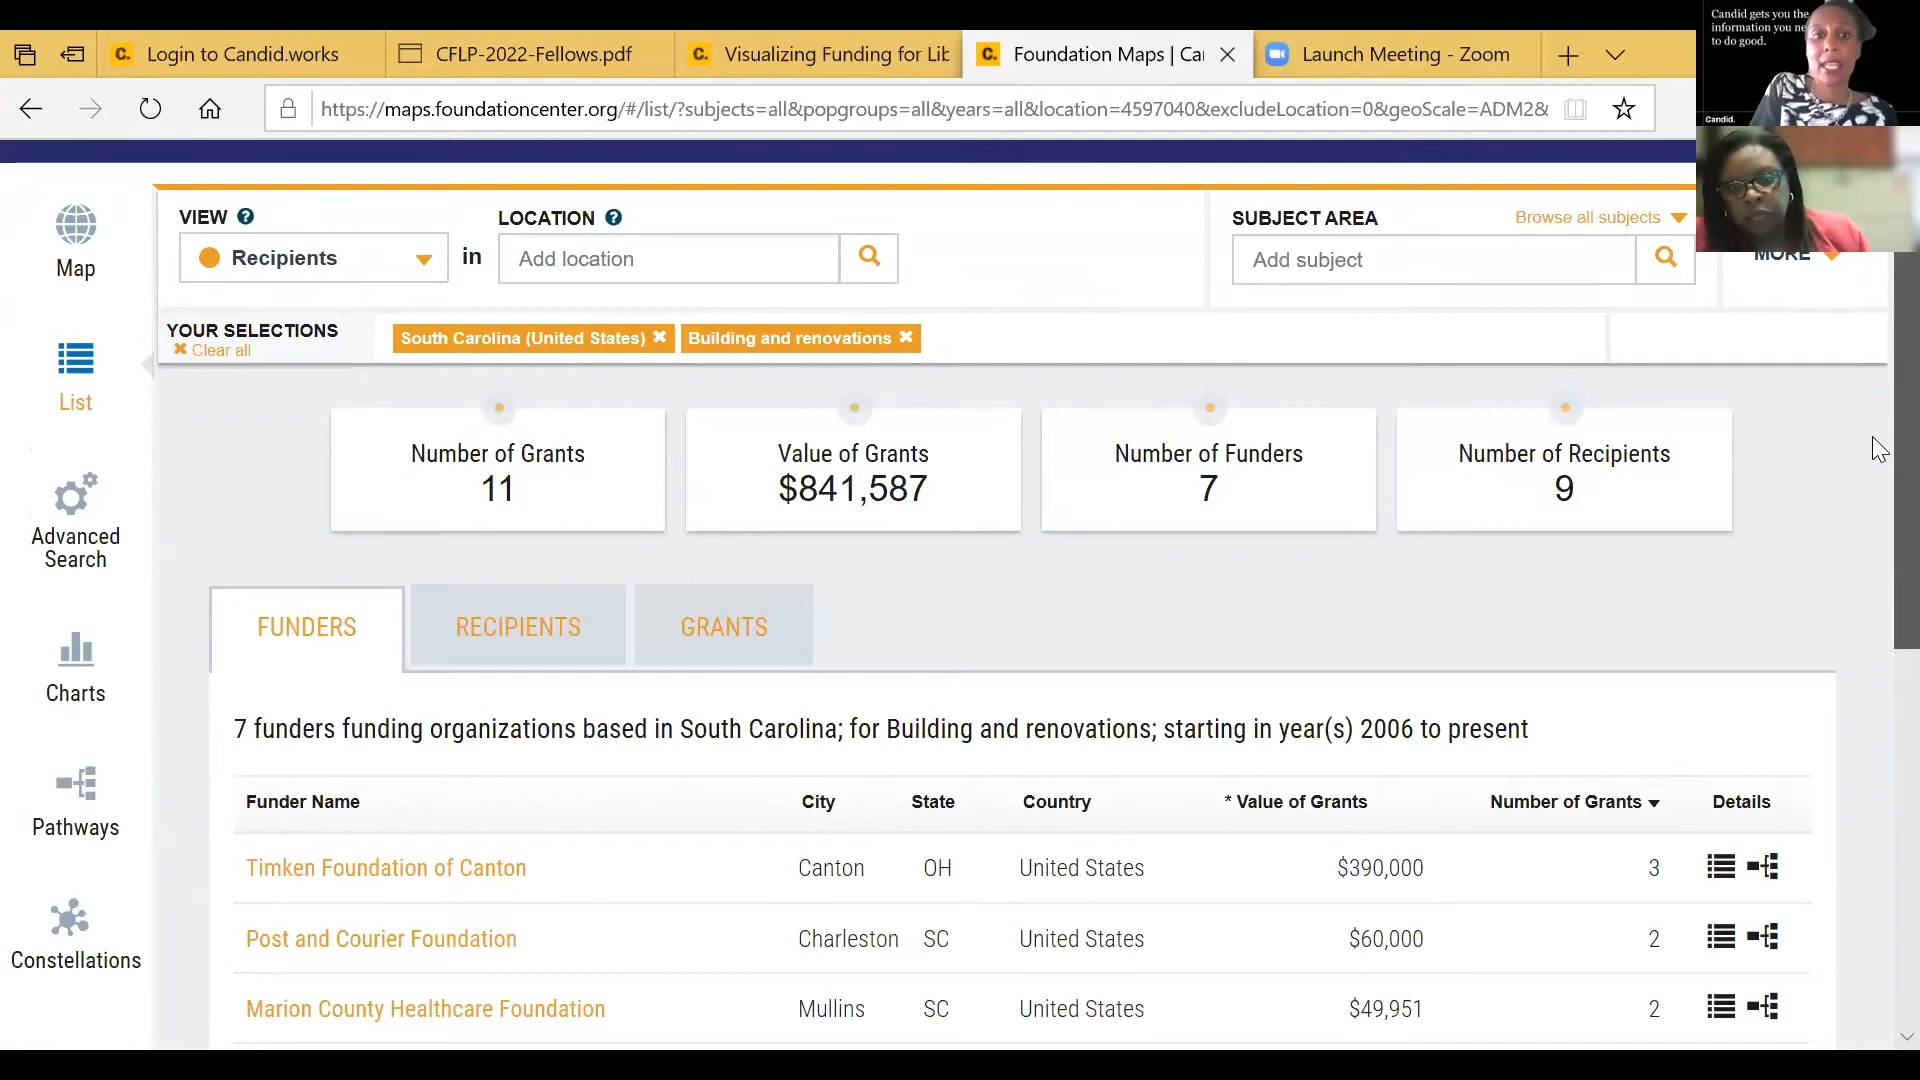 Login to Candid.works
CFLP-2022-Fellows.pdf
Visualizing Funding for Lib
Foundation Maps | Ca
Launch Meeting - Zoom
Candid gets you the
information you ne
to do good.
Candid.
https://maps.foundationcenter.org/#/list/?subjects=all&popgroups=all&years=all&location=4597040&excludeLocation=0&geoScale=ADM2&
Map
List
Advanced
Search
Charts
Pathways
Constellations
VIEW ?
Recipients
in
LOCATION ?
Add location
SUBJECT AREA
Browse all subjects
Add subject
MORE
YOUR SELECTIONS
Clear all
South Carolina (United States)
Building and renovations
Number of Grants
11
Value of Grants
$841,587
Number of Funders
7
Number of Recipients
9
FUNDERS
RECIPIENTS
GRANTS
7 funders funding organizations based in South Carolina; for Building and renovations; starting in year(s) 2006 to present
Funder Name City State Country * Value of Grants Number of Grants Details
Timken Foundation of Canton Canton OH United States $390,000 3
Post and Courier Foundation Charleston SC United States $60,000 2
Marion County Healthcare Foundation Mullins SC United States $49,951 2